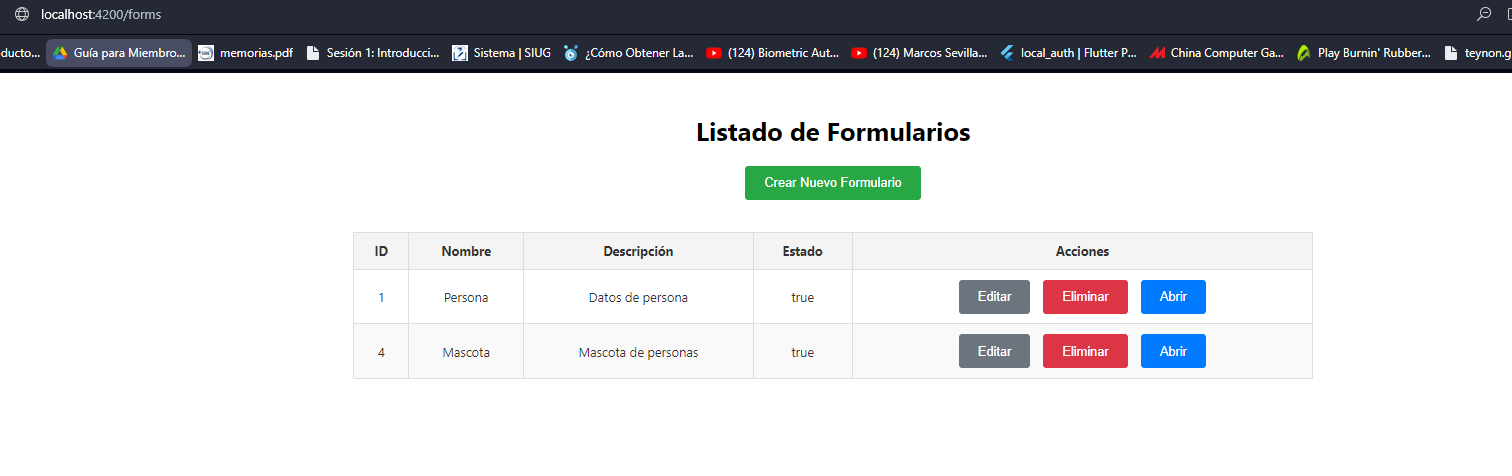 localhost:4200/forms
ducto... Guía para Miembro... memorias.pdf Sesión 1: Introducci... Sistema | SIUG ¿Cómo Obtener La... (124) Biometric Aut... (124) Marcos Sevilla... local_auth | Flutter P... China Computer Ga... Play Burnin' Rubber... teynon.g
Listado de Formularios
Crear Nuevo Formulario
ID Nombre Descripción Estado Acciones
1 Persona Datos de persona true Editar Eliminar Abrir
4 Mascota Mascota de personas true Editar Eliminar Abrir